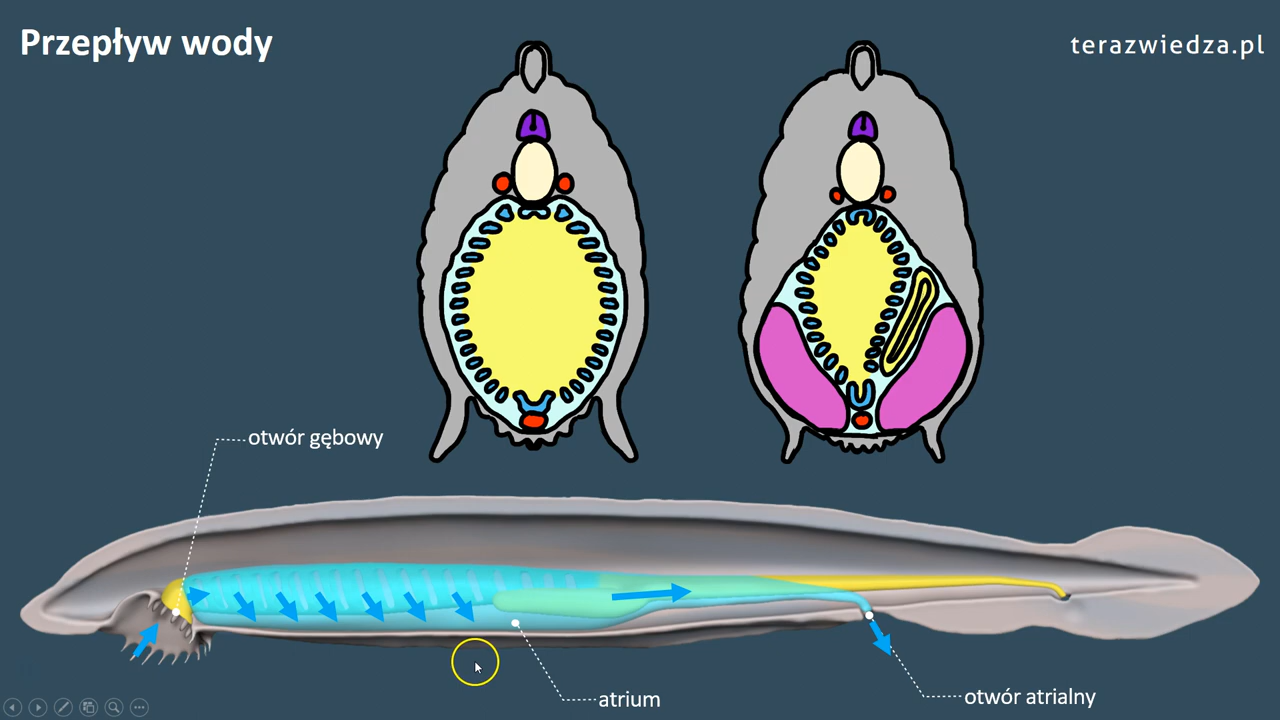 Przepływ wody
terazwiedza.pl
otwór gębowy
atrium
otwór atrialny